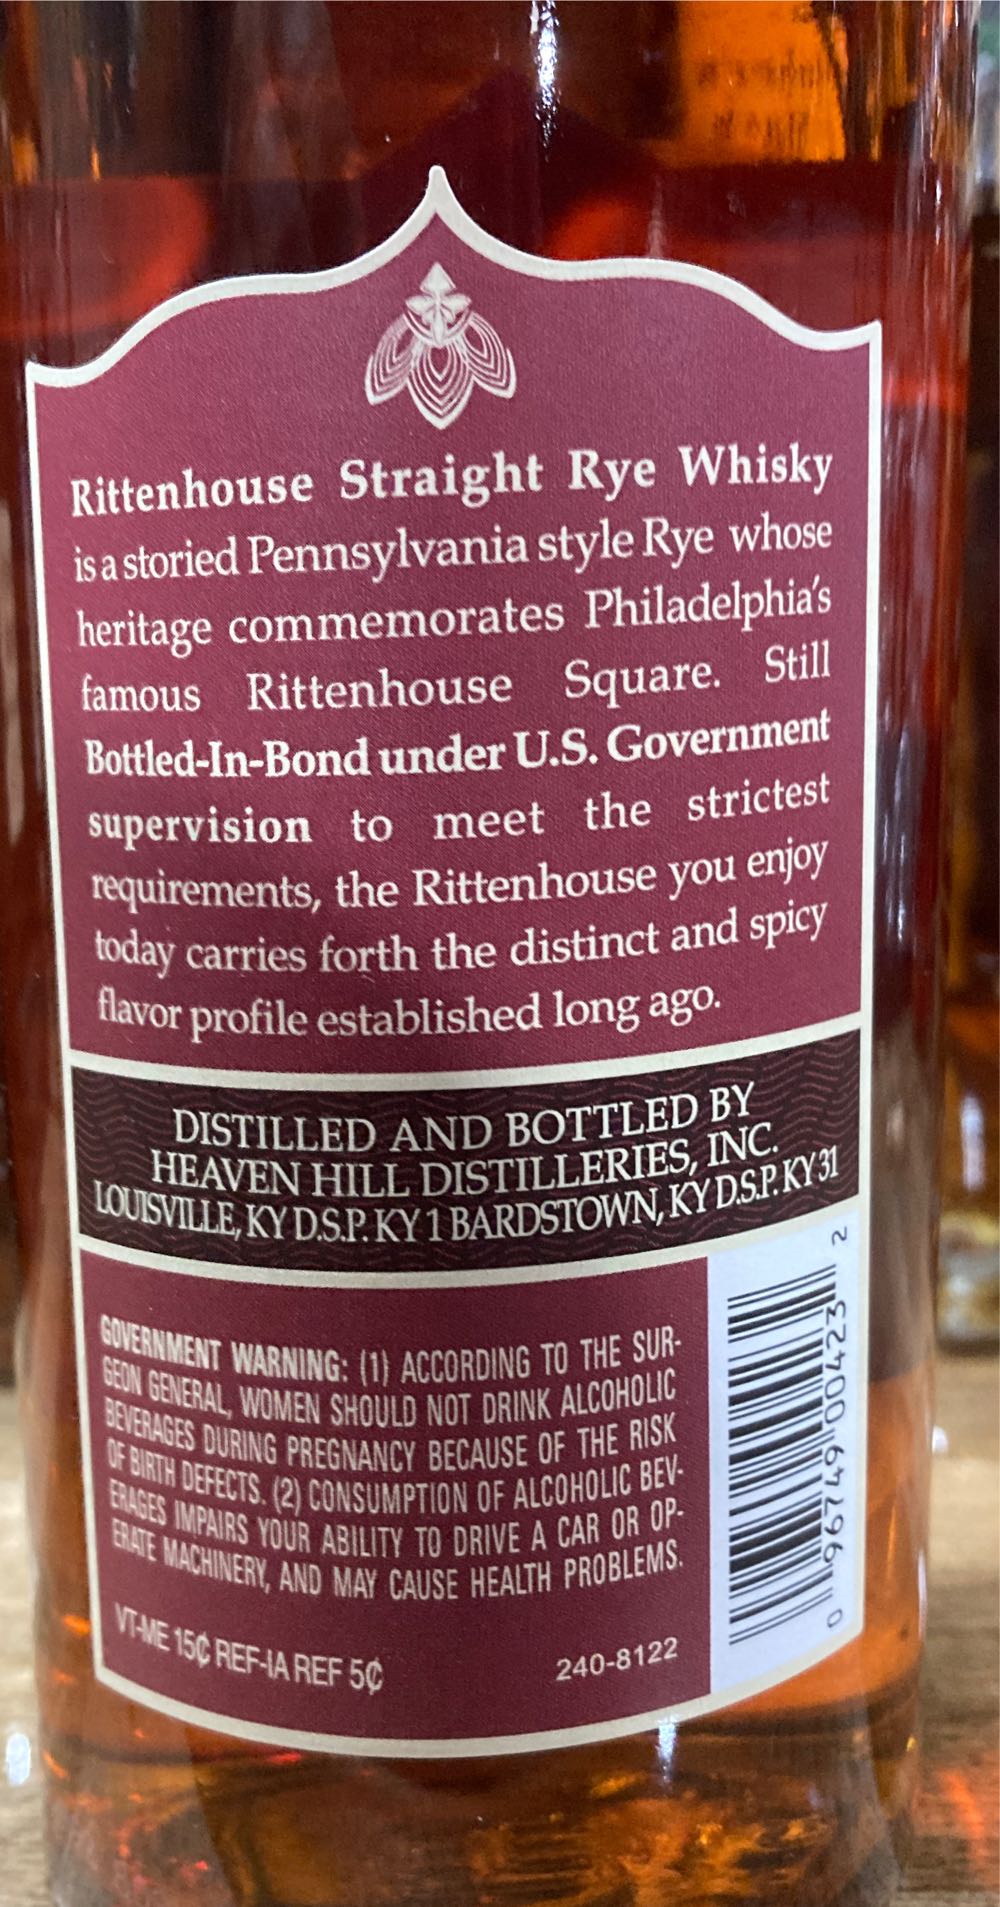 Rittenhouse Straight Rye Whisky
is a storied Pennsylvania style Rye whose
heritage commemorates Philadelphia's
famous Rittenhouse Square. Still
Bottled-In-Bond under U.S. Government
supervision to meet the strictest
requirements, the Rittenhouse you enjoy
today carries forth the distinct and spicy
flavor profile established long ago.
DISTILLED AND BOTTLED BY
HEAVEN HILL DISTILLERIES, INC.
LOUISVILLE, KY D.S.P. KY 1 BARDSTOWN, KY D.S.P. KY 31
GOVERNMENT WARNING: (1) ACCORDING TO THE SUR-
GEON GENERAL, WOMEN SHOULD NOT DRINK ALCOHOLIC
BEVERAGES DURING PREGNANCY BECAUSE OF THE RISK
OF BIRTH DEFECTS. (2) CONSUMPTION OF ALCOHOLIC BEV-
ERAGES IMPAIRS YOUR ABILITY TO DRIVE A CAR OR OP-
ERATE MACHINERY, AND MAY CAUSE HEALTH PROBLEMS.
VT-ME 15¢ REF-IA REF 5¢
240-8122
0 96749 00423 2